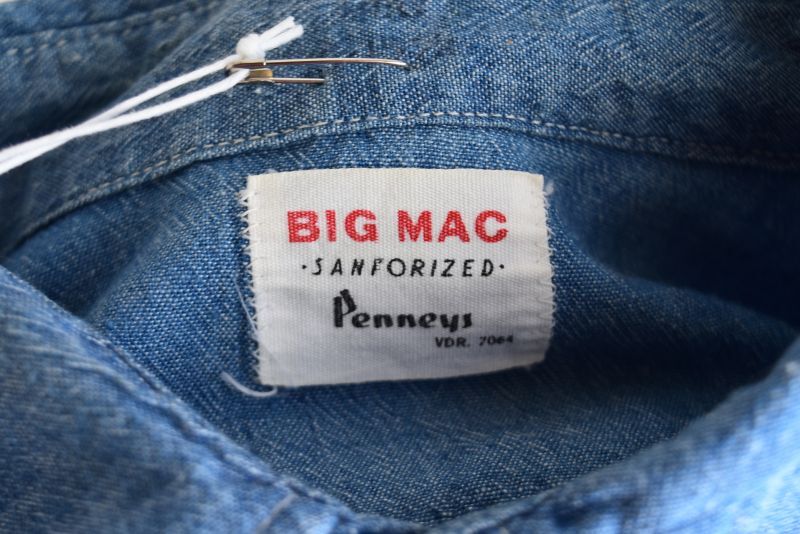 BIG MAC
·SANFORIZED·
Penneys
VDR. 7064